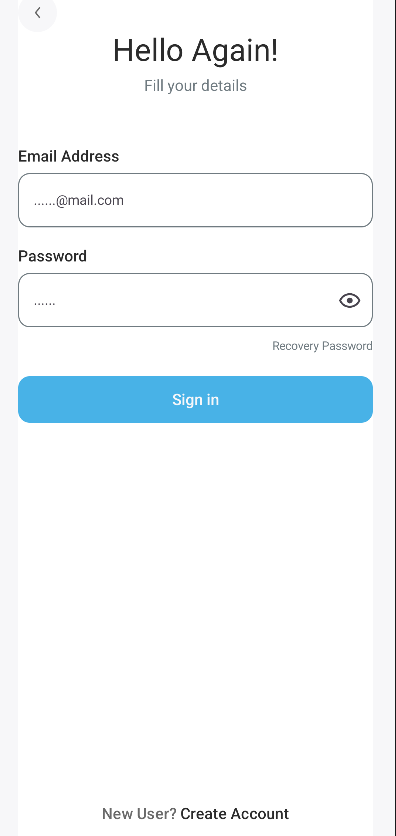 Hello Again!
Fill your details
Email Address
......@mail.com
Password
......
Recovery Password
Sign in
New User? Create Account